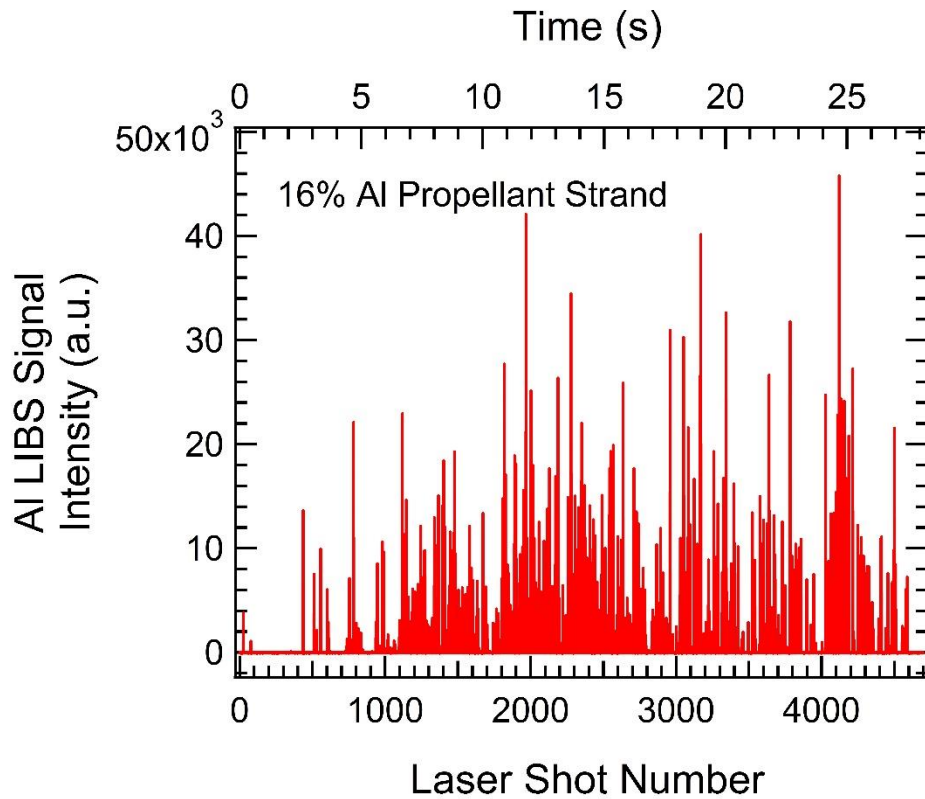 Time (s)
0 5 10 15 20 25
50x10³
16% Al Propellant Strand
40
30
20
10
0
Al LIBS Signal
Intensity (a.u.)
0 1000 2000 3000 4000
Laser Shot Number